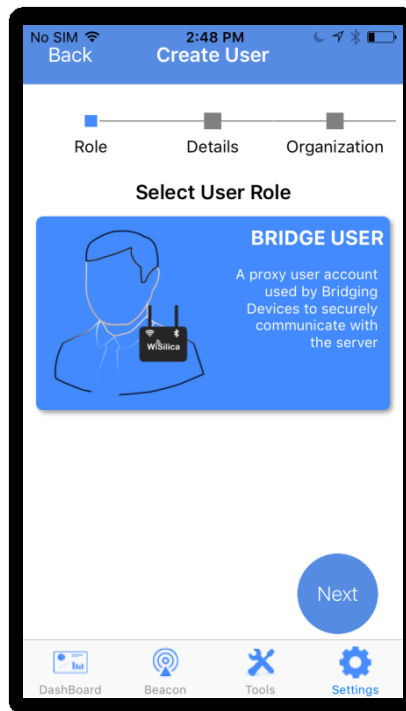 No SIM 2:48 PM
Back Create User
Role Details Organization
Select User Role
BRIDGE USER
A proxy user account
used by Bridging
Devices to securely
communicate with
the server
WiSilica
Next
DashBoard Beacon Tools Settings